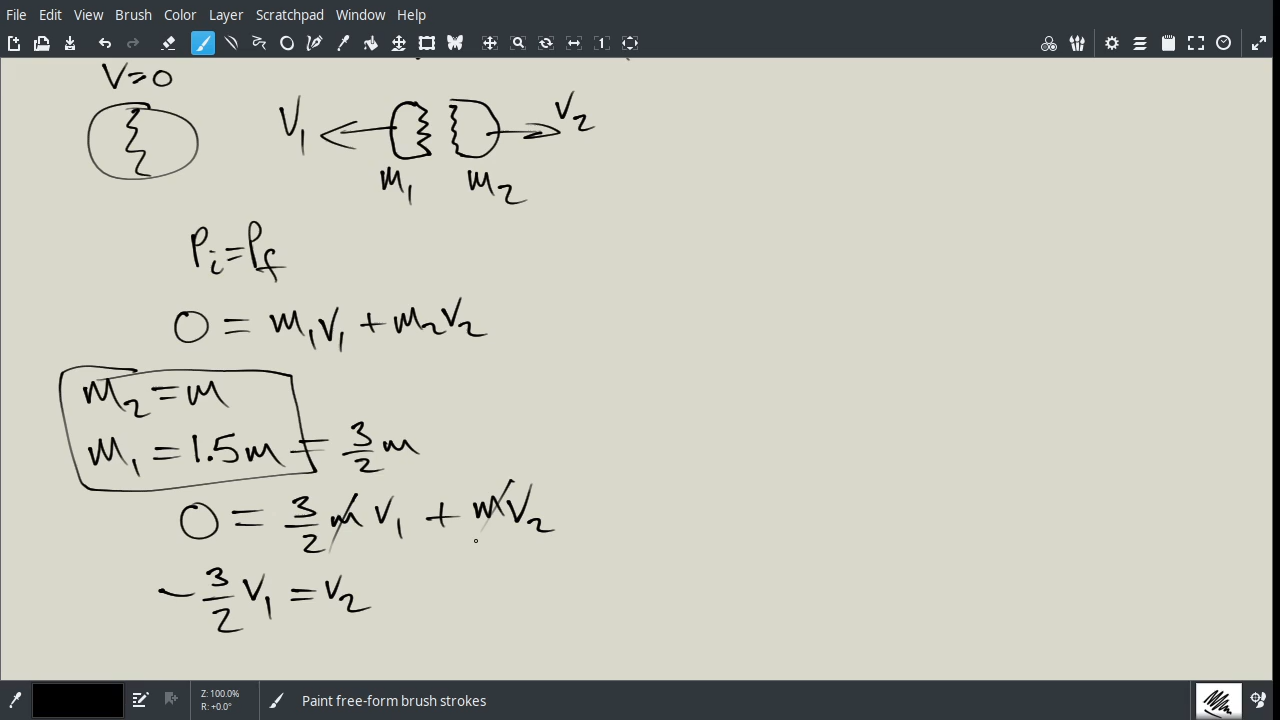 File Edit View Brush Color Layer Scratchpad Window Help
1
V=0
V₁
V₂
m₁ m₂
Pᵢ=P_f
0 = m₁V₁ + m₂V₂
m₂ = m
m₁ = 1.5m = 3/2 m
0 = 3/2 m V₁ + m V₂
- 3/2 V₁ = V₂
Z: 100.0%
R: +0.0°
Paint free-form brush strokes